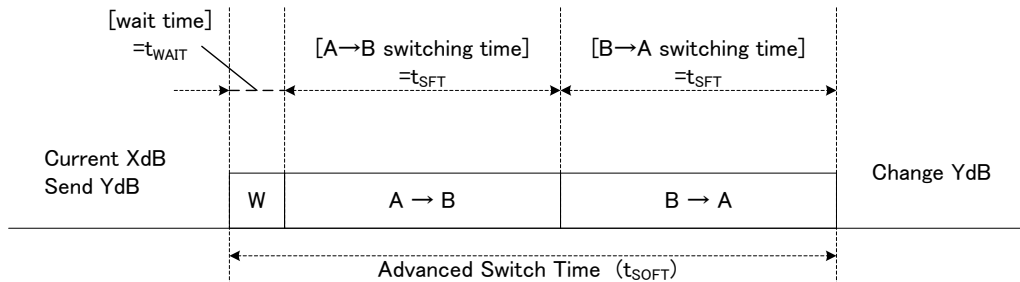 [wait time]
=tWAIT
[A→B switching time]
=tSFT
[B→A switching time]
=tSFT
Current XdB
Send YdB
W
A → B
B → A
Change YdB
Advanced Switch Time (tSOFT)